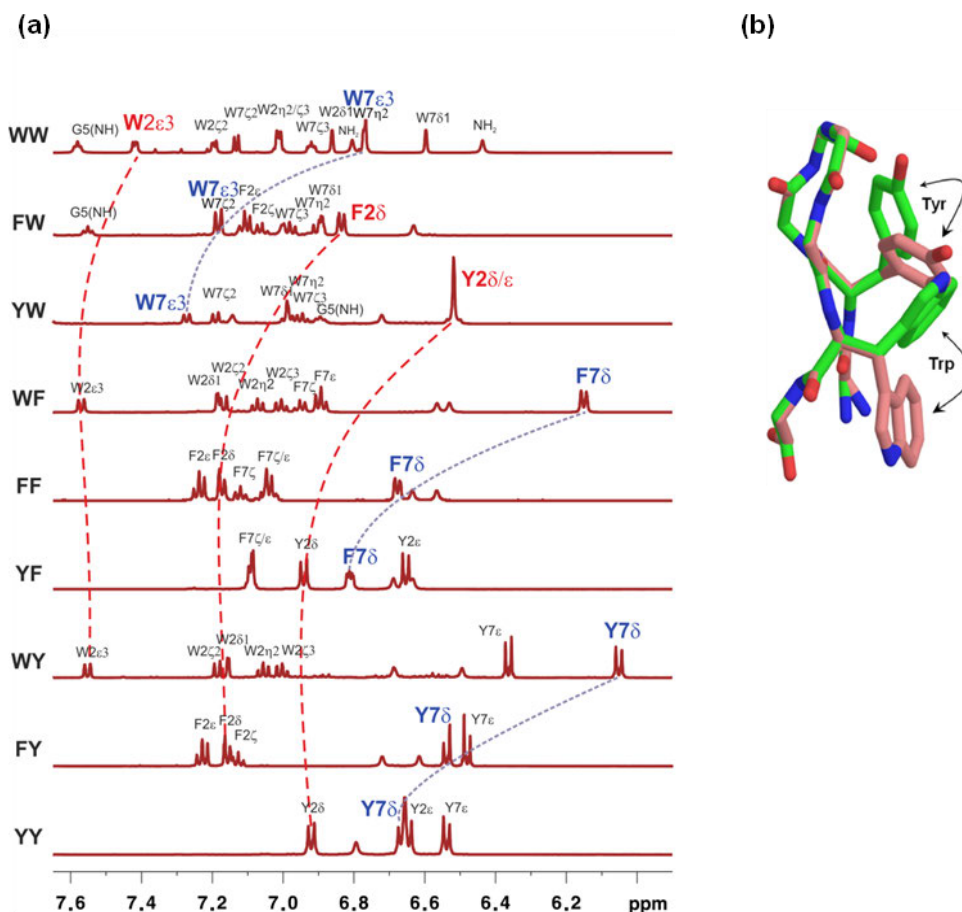 (a)
(b)
WW
G5(NH)
W2ε3
W2ζ2
W7ζ2
W2η2/ζ3
W7ζ3
W2δ1
NH2
W7ε3
W7η2
W7δ1
NH2
FW
G5(NH)
W7ε3
W7ζ2
F2ε
F2ζ
W7ζ3
W7η2
W7δ1
F2δ
YW
W7ε3
W7ζ2
W7δ1
W7η2
W7ζ3
G5(NH)
Y2δ/ε
WF
W2ε3
W2δ1
W2ζ2
W2η2
W2ζ3
F7ζ
F7ε
F7δ
FF
F2ε
F2δ
F7ζ
F7ζ/ε
F7δ
YF
F7ζ/ε
Y2δ
F7δ
Y2ε
WY
W2ε3
W2ζ2
W2δ1
W2η2
W2ζ3
Y7ε
Y7δ
FY
F2ε
F2δ
F2ζ
Y7δ
Y7ε
YY
Y2δ
Y7δ
Y2ε
Y7ε
7.6 7.4 7.2 7.0 6.8 6.6 6.4 6.2 ppm
Tyr
Trp